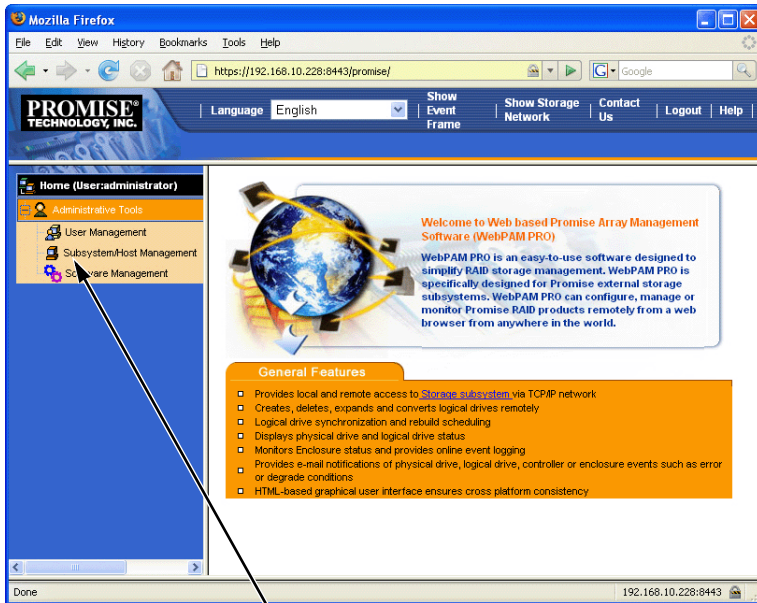 Mozilla Firefox
File Edit View History Bookmarks Tools Help
https://192.168.10.228:8443/promise/
G Google
PROMISE®
TECHNOLOGY, INC.
| Language English | Show Event Frame | Show Storage Network | Contact Us | Logout | Help |
Home (User:administrator)
Administrative Tools
User Management
Subsystem/Host Management
Software Management
Welcome to Web based Promise Array Management
Software (WebPAM PRO)
WebPAM PRO is an easy-to-use software designed to
simplify RAID storage management. WebPAM PRO is
specifically designed for Promise external storage
subsystems. WebPAM PRO can configure, manage or
monitor Promise RAID products remotely from a web
browser from anywhere in the world.
General Features
Provides local and remote access to Storage subsystem via TCP/IP network
Creates, deletes, expands and converts logical drives remotely
Logical drive synchronization and rebuild scheduling
Displays physical drive and logical drive status
Monitors Enclosure status and provides online event logging
Provides e-mail notifications of physical drive, logical drive, controller or enclosure events such as error
or degrade conditions
HTML-based graphical user interface ensures cross platform consistency
Done
192.168.10.228:8443